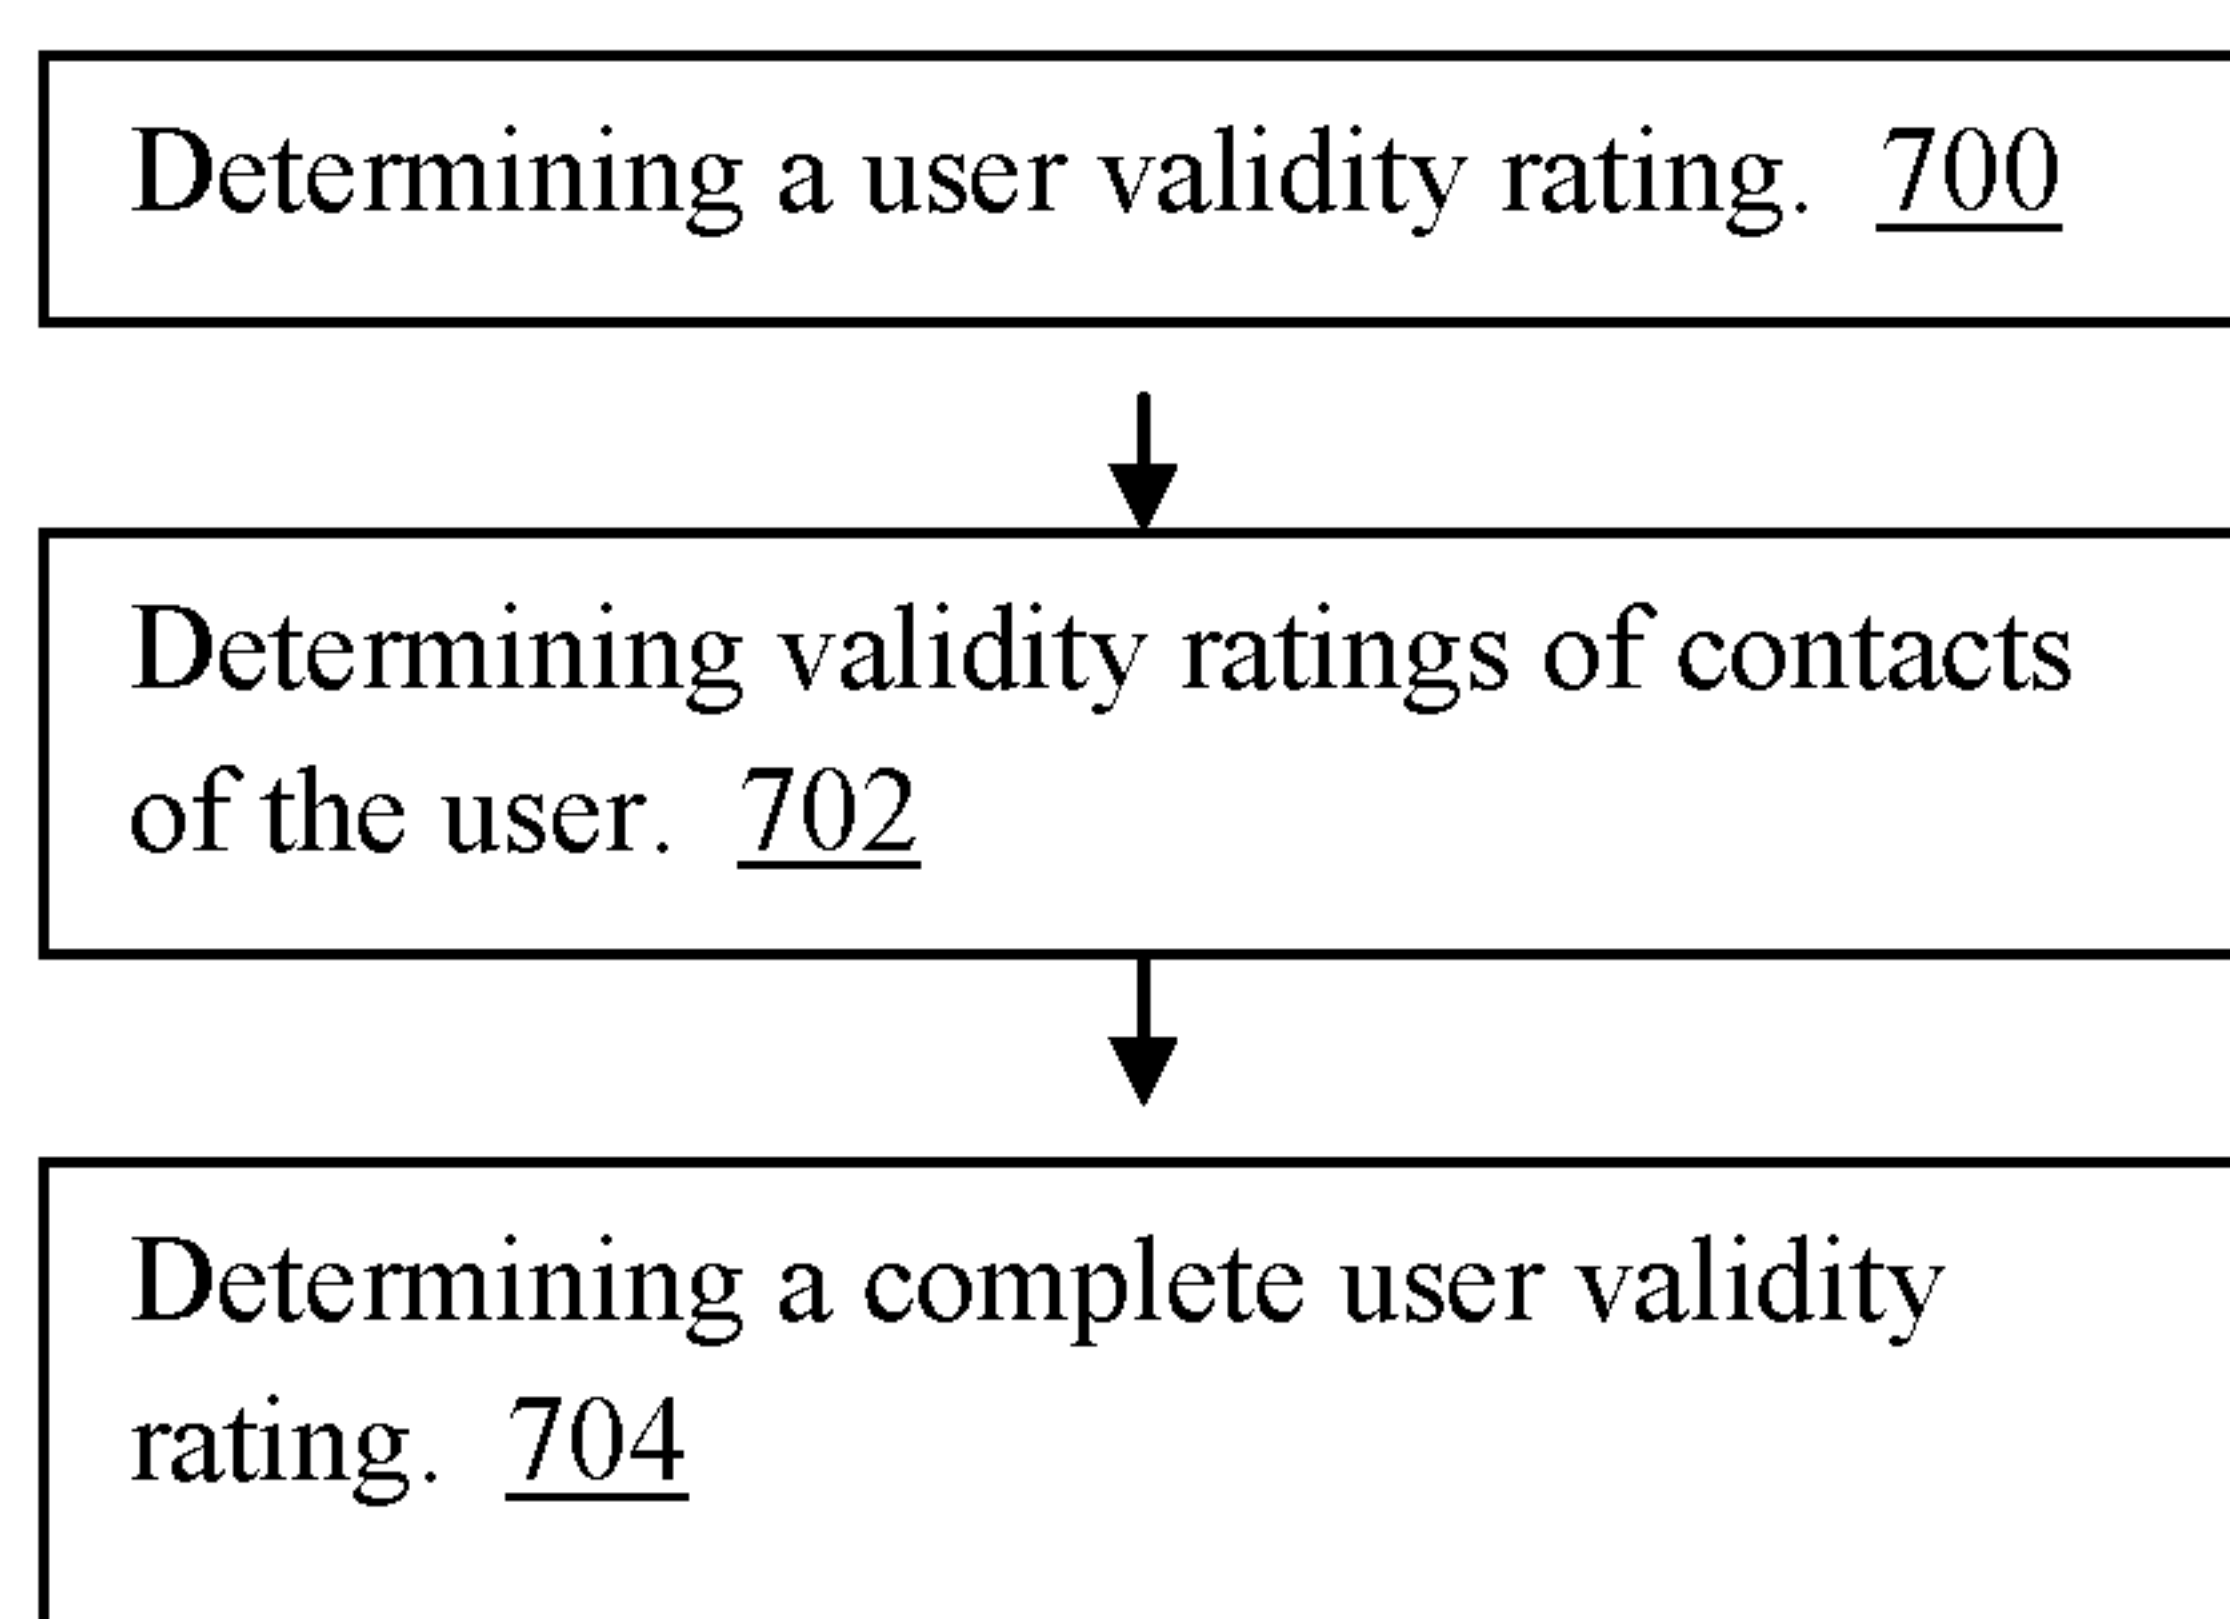 Determining a user validity rating. 700
Determining validity ratings of contacts
of the user. 702
Determining a complete user validity
rating. 704